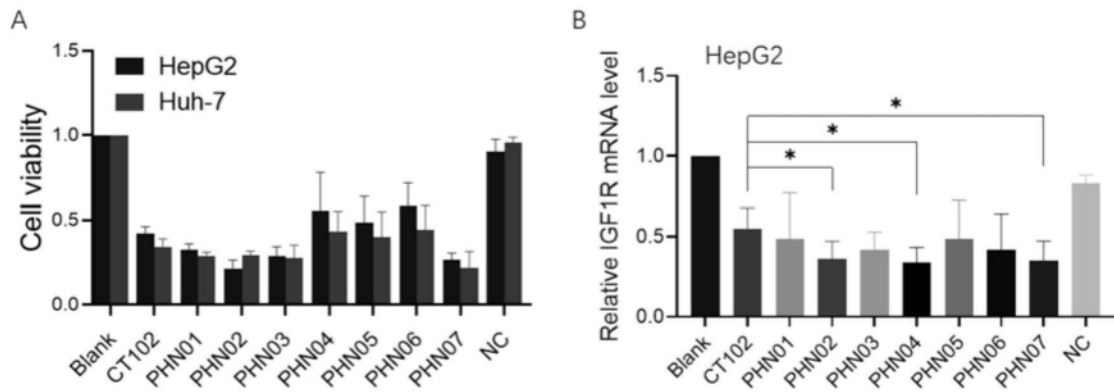 A
Cell viability
1.5
1.0
0.5
0.0
HepG2
Huh-7
Blank
CT102
PHN01
PHN02
PHN03
PHN04
PHN05
PHN06
PHN07
NC
B
HepG2
Relative IGF1R mRNA level
1.5
1.0
0.5
0.0
*
*
*
Blank
CT102
PHN01
PHN02
PHN03
PHN04
PHN05
PHN06
PHN07
NC